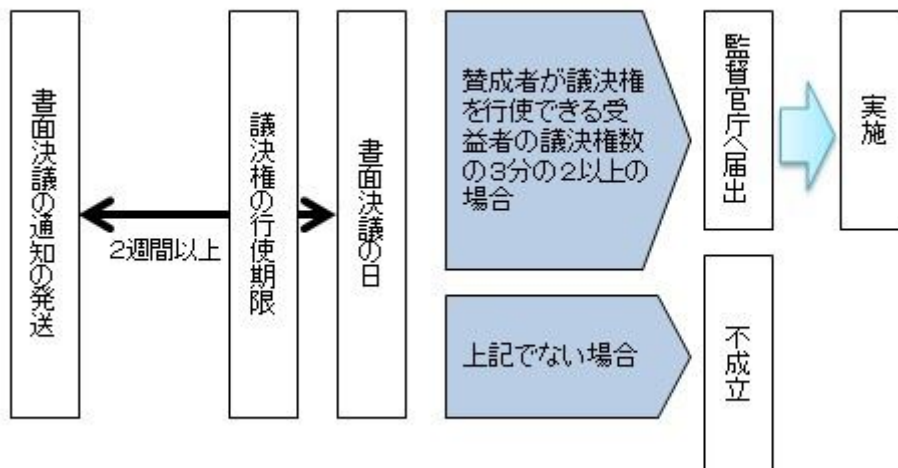 書面決議の通知の発送
2週間以上
議決権の行使期限
書面決議の日
賛成者が議決権
を行使できる受
益者の議決権数
の3分の2以上の
場合
監督官庁へ届出
実施
上記でない場合
不成立